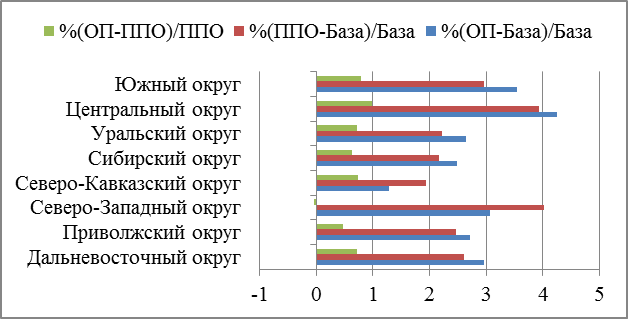 %(ОП-ППО)/ППО %(ППО-База)/База %(ОП-База)/База
Южный округ
Центральный округ
Уральский округ
Сибирский округ
Северо-Кавказский округ
Северо-Западный округ
Приволжский округ
Дальневосточный округ
-1 0 1 2 3 4 5